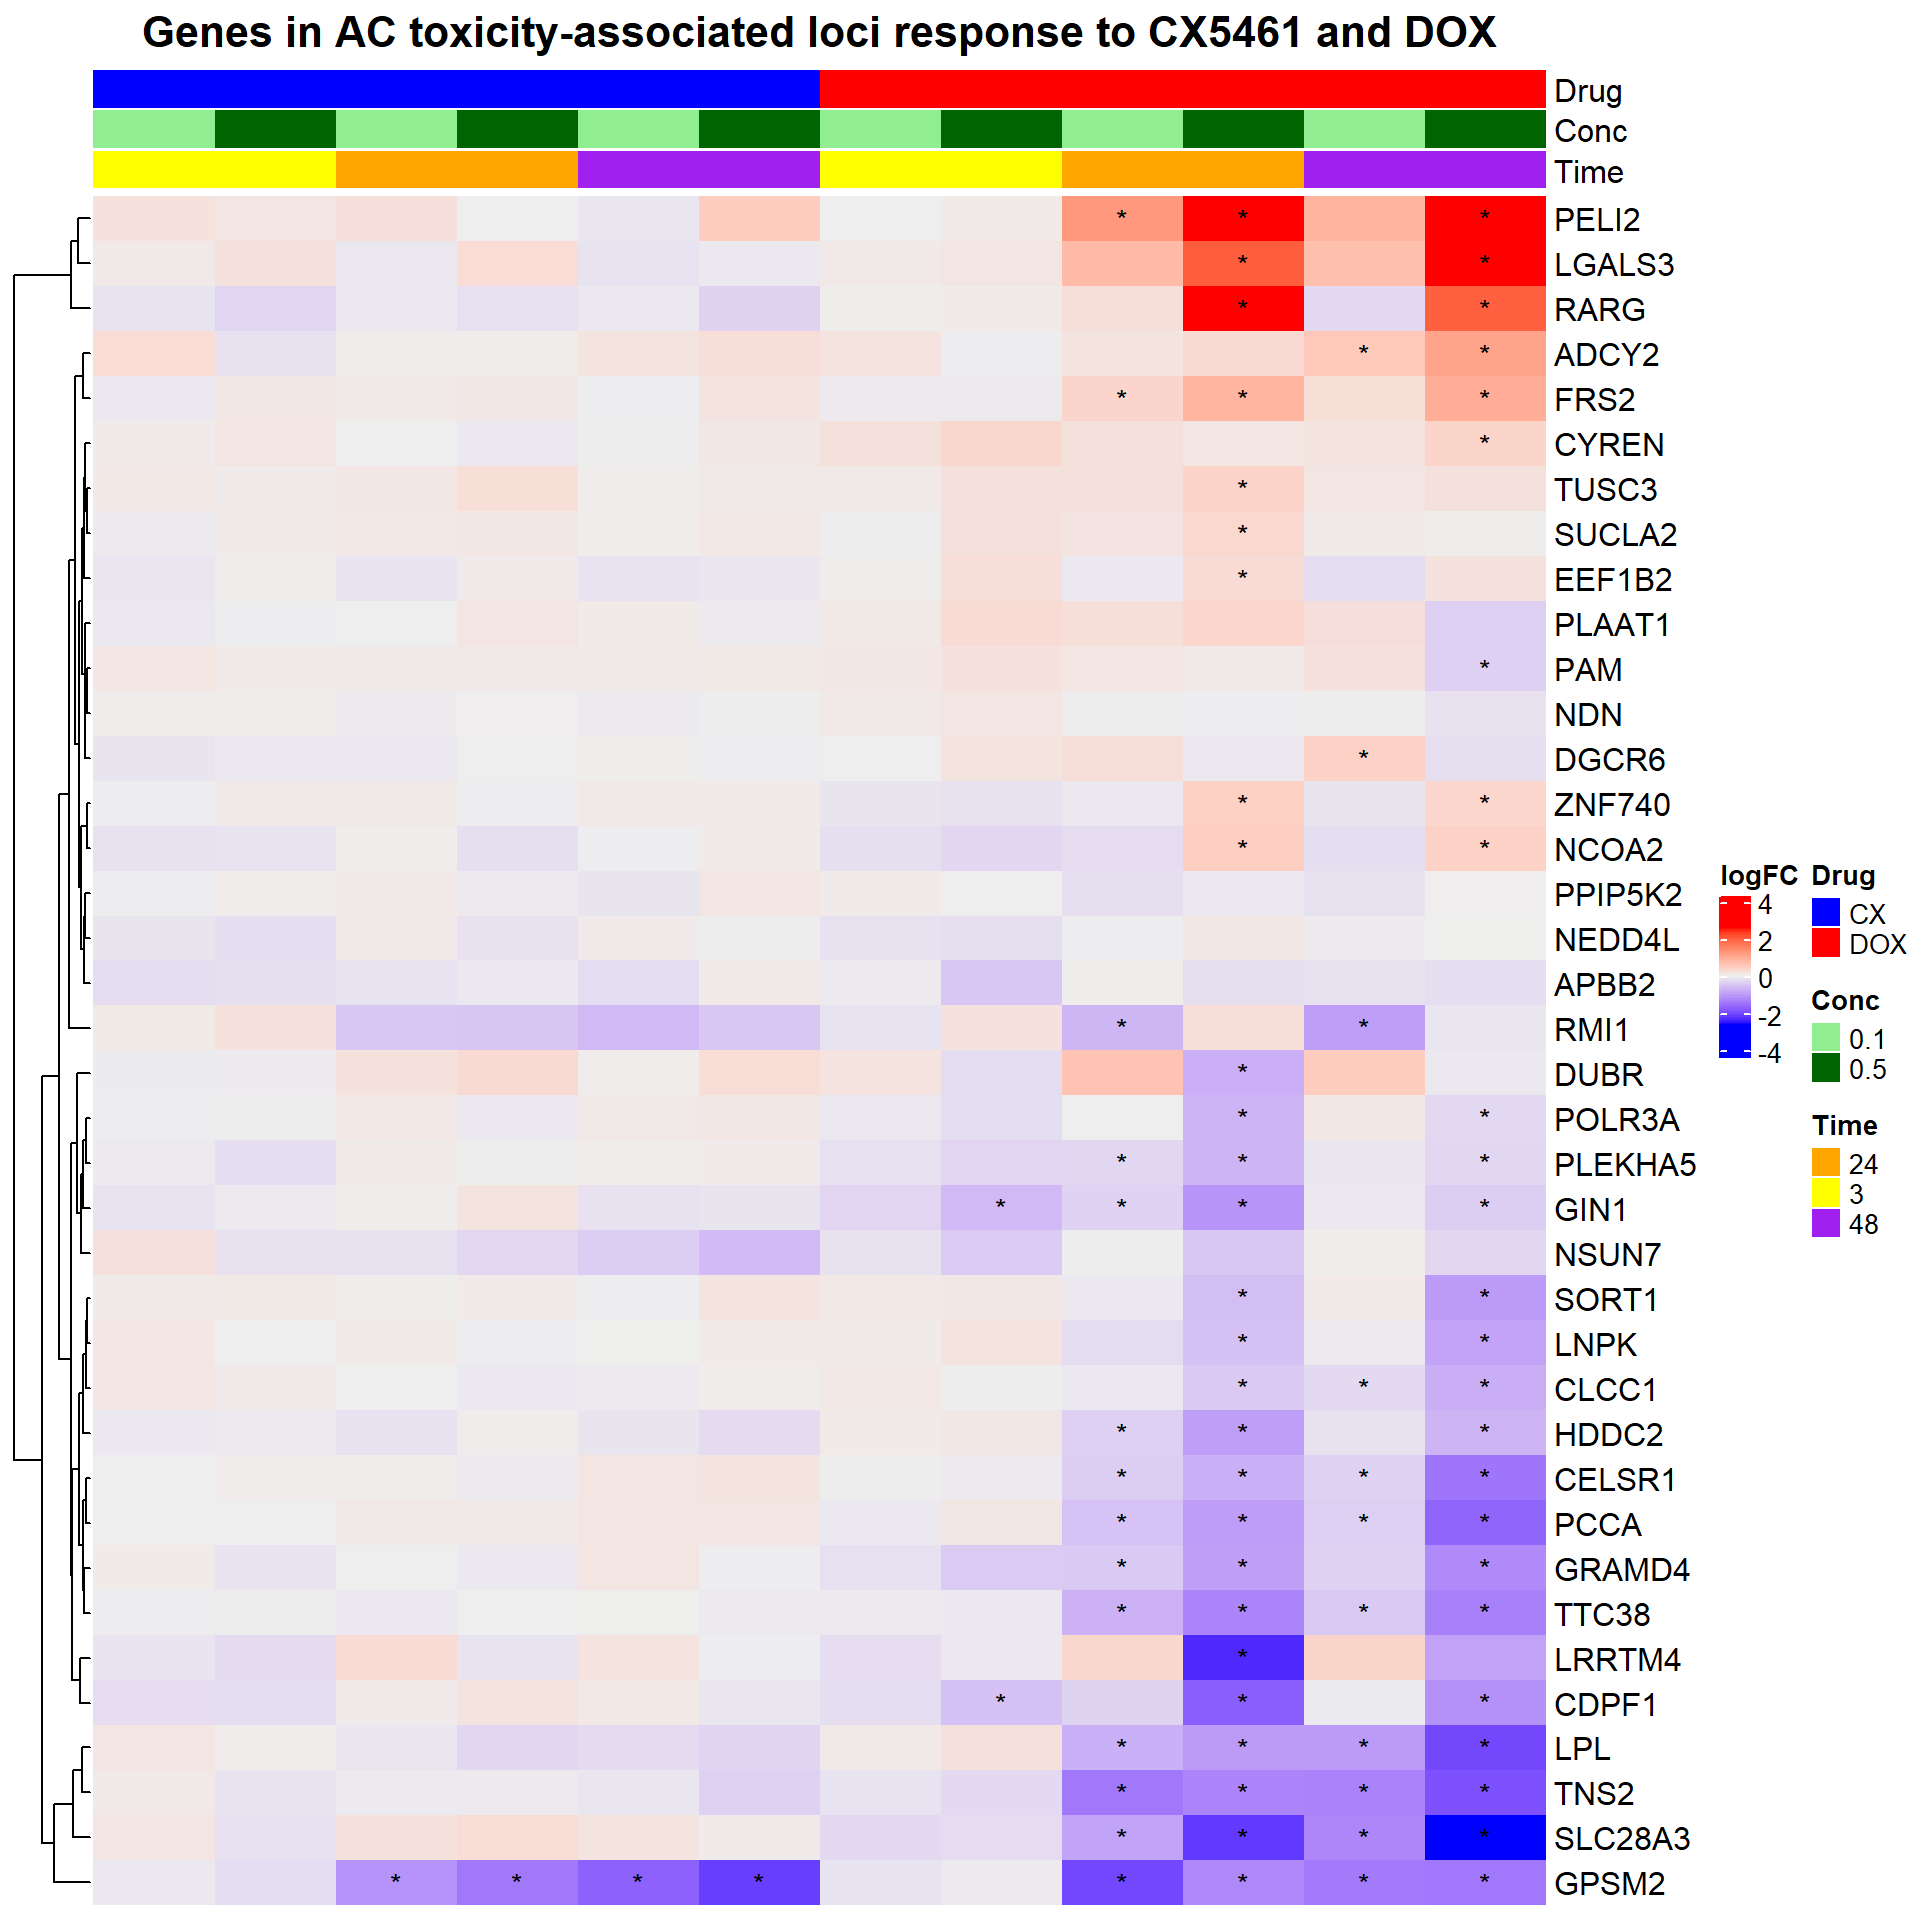 Genes in AC toxicity-associated loci response to CX5461 and DOX
Drug
Conc
Time
* * * PELI2
* * LGALS3
* * RARG
* * ADCY2
* * * FRS2
* CYREN
* TUSC3
* SUCLA2
* EEF1B2
PLAAT1
* PAM
NDN
* DGCR6
* * ZNF740
* * NCOA2
PPIP5K2
NEDD4L
APBB2
* * RMI1
* DUBR
* * POLR3A
* * * PLEKHA5
* * * * GIN1
NSUN7
* * SORT1
* * LNPK
* * * CLCC1
* * * HDDC2
* * * * CELSR1
* * * * PCCA
* * * GRAMD4
* * * * TTC38
* LRRTM4
* * * CDPF1
* * * * LPL
* * * * TNS2
* * * * SLC28A3
* * * * * * * * GPSM2
logFC
4
2
0
-2
-4
Drug
CX
DOX
Conc
0.1
0.5
Time
24
3
48